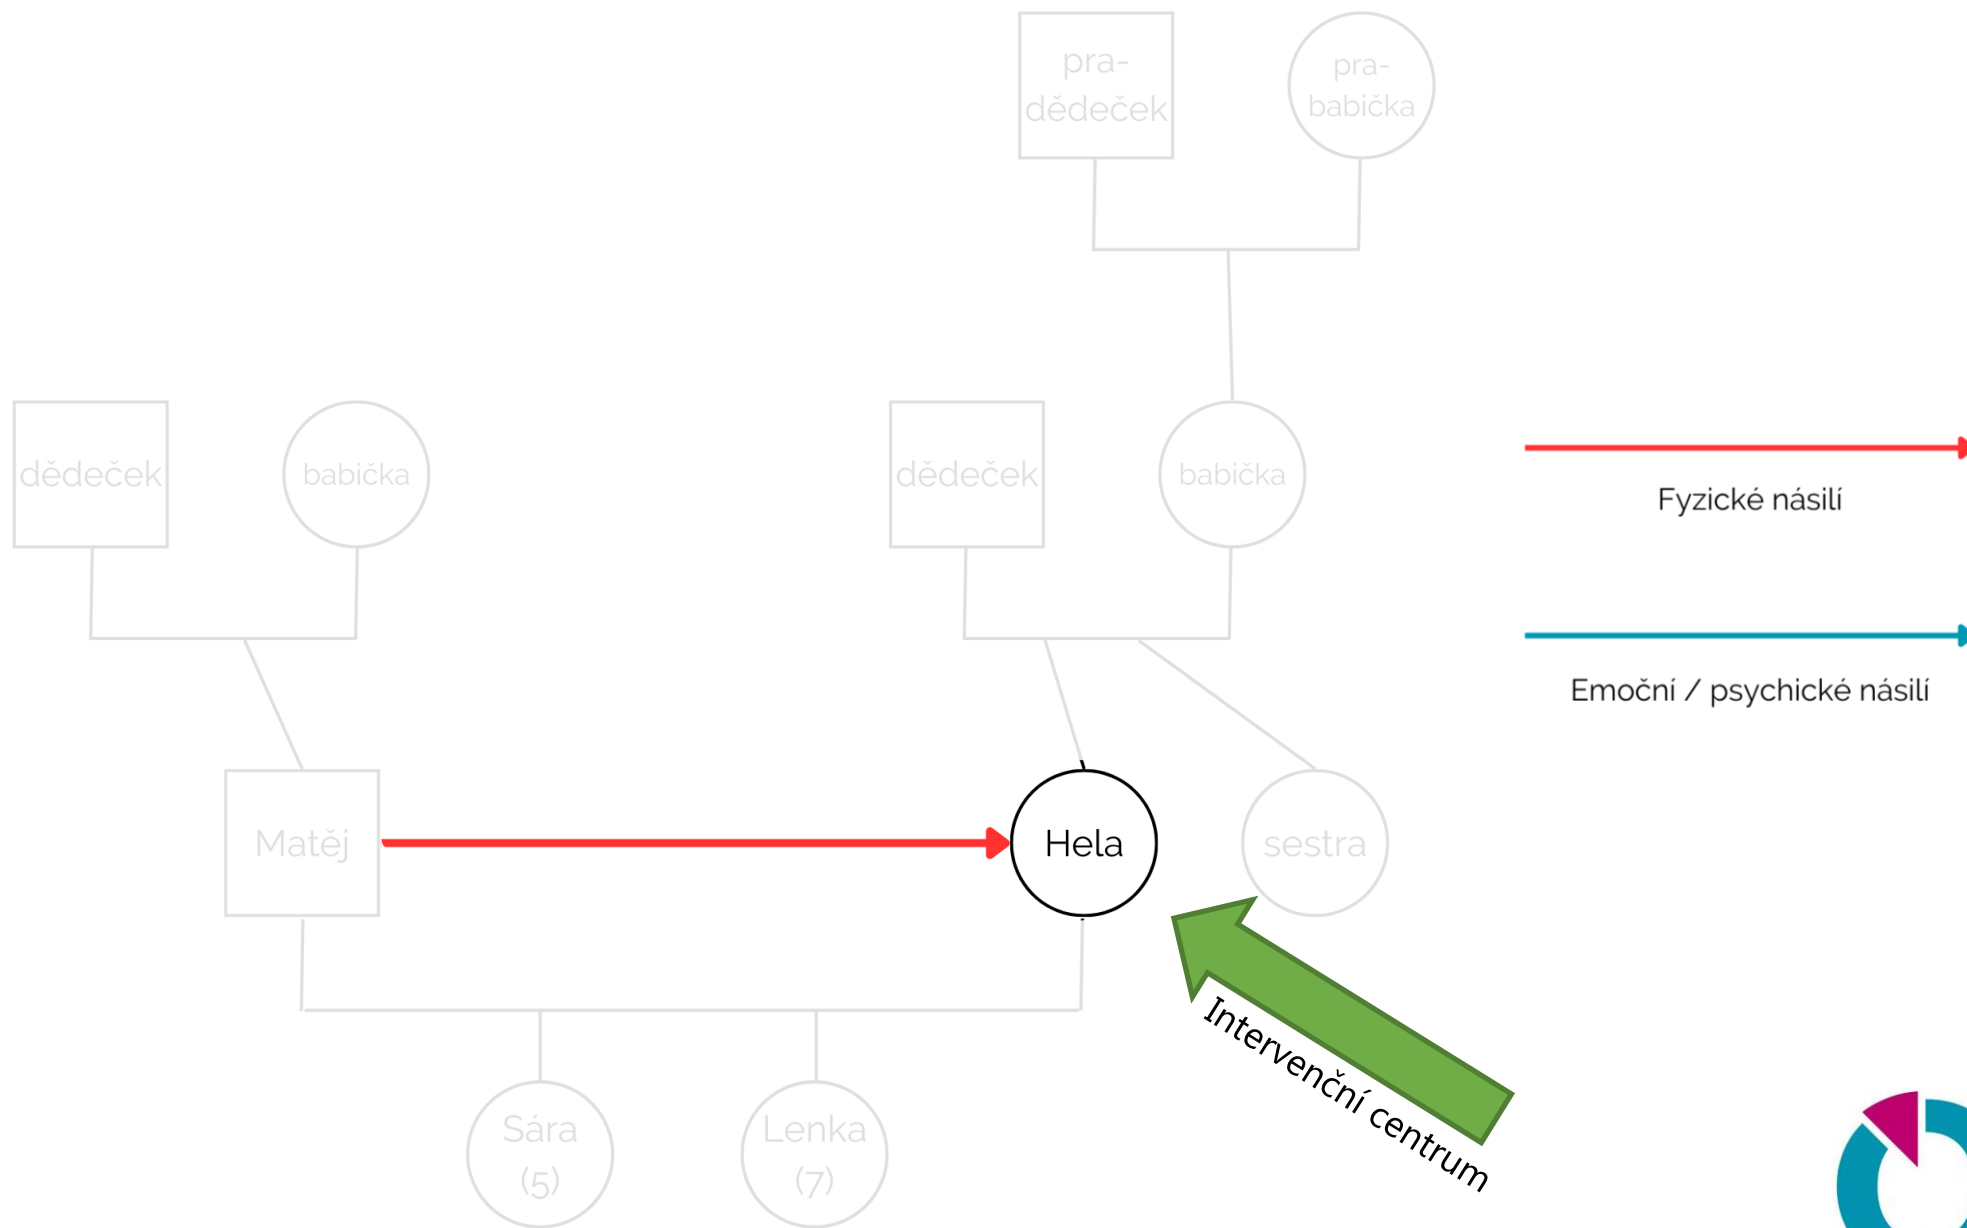 pra-
dědeček
pra-
babička
dědeček
babička
dědeček
babička
Fyzické násilí
Emoční / psychické násilí
Matěj
Hela
sestra
Intervenční centrum
Sára
(5)
Lenka
(7)